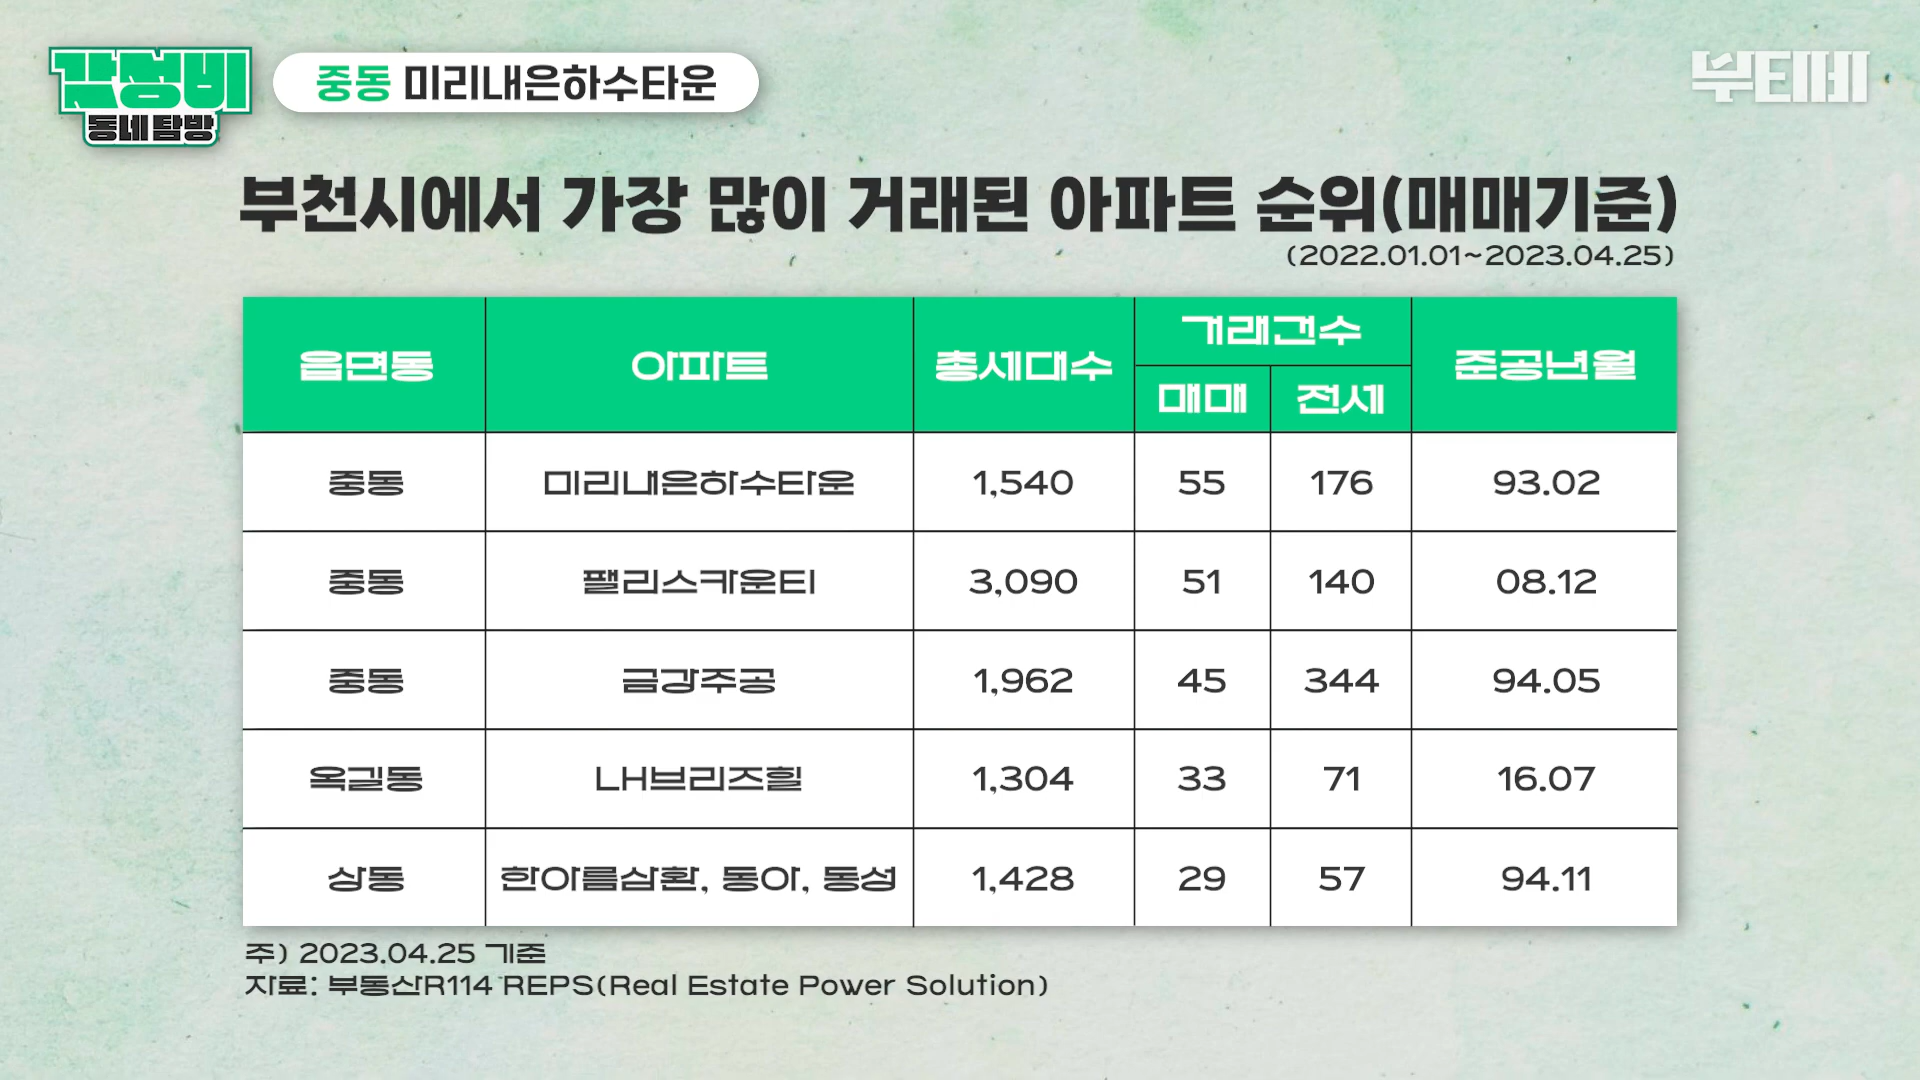 갓성비
동네탐방
중동 미리내은하수타운
부티비
부천시에서 가장 많이 거래된 아파트 순위(매매기준)
(2022.01.01~2023.04.25)
읍면동 아파트 총세대수 거래건수 준공년월
매매 전세
중동 미리내은하수타운 1,540 55 176 93.02
중동 팰리스카운티 3,090 51 140 08.12
중동 금강주공 1,962 45 344 94.05
옥길동 LH브리즈힐 1,304 33 71 16.07
상동 한아름삼환, 동아, 동성 1,428 29 57 94.11
주) 2023.04.25 기준
자료: 부동산R114 REPS(Real Estate Power Solution)